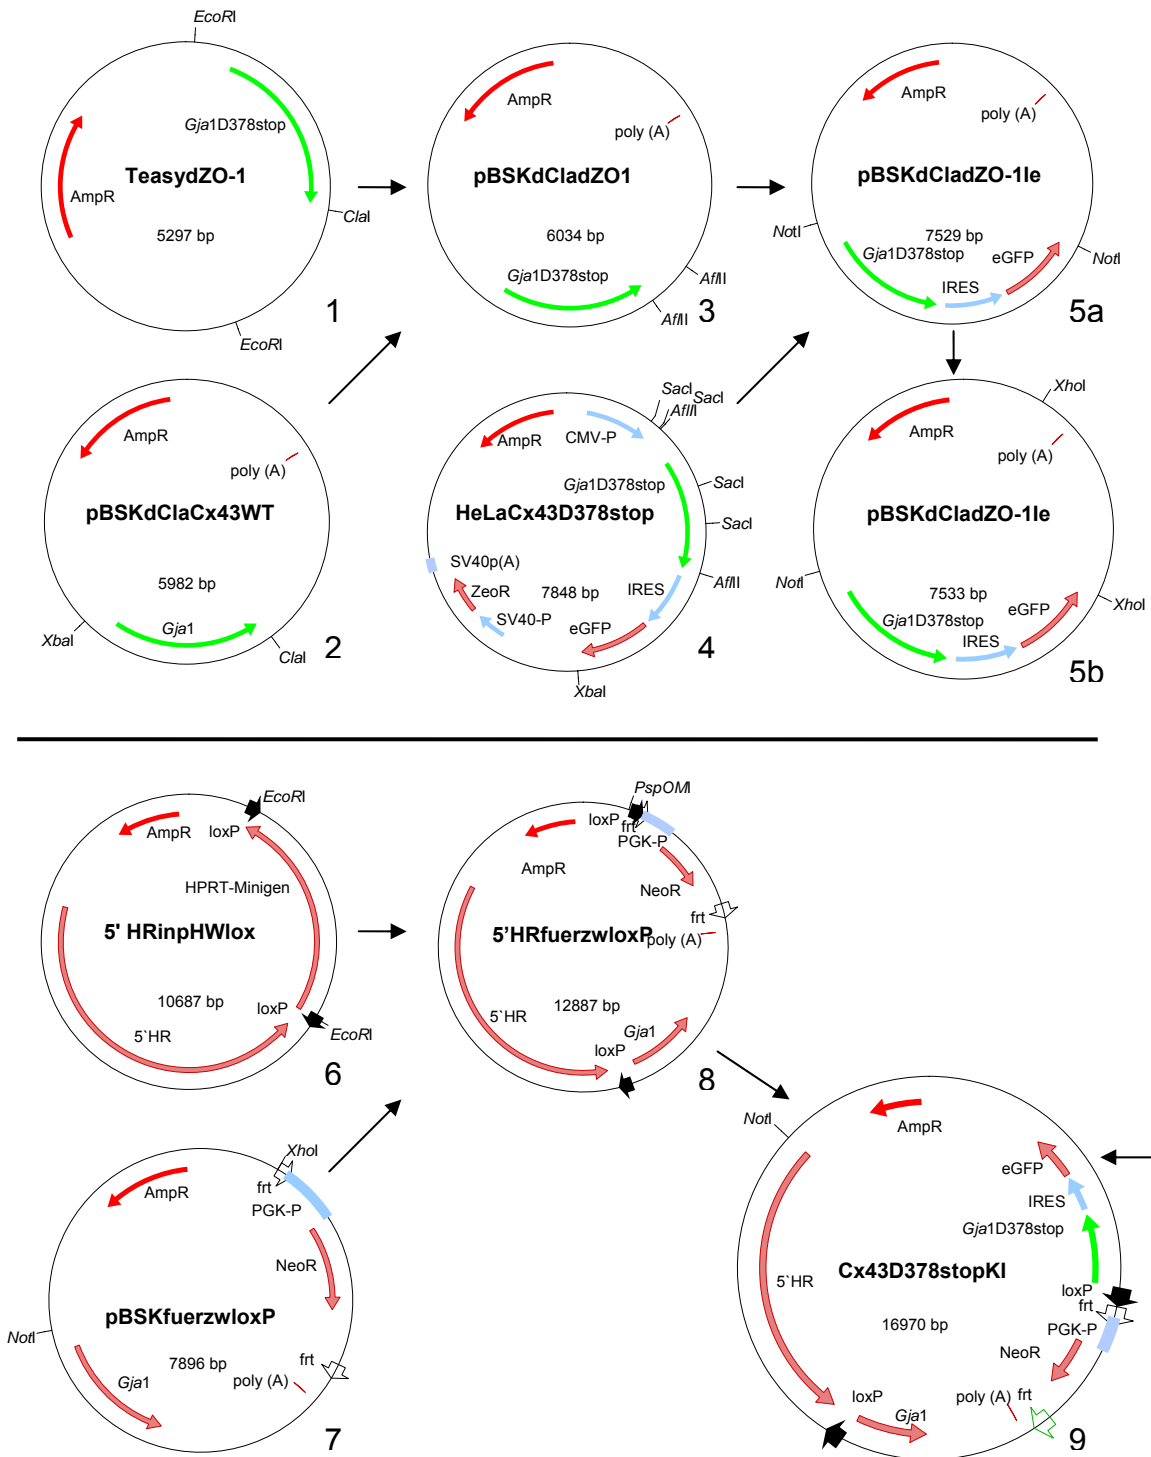 EcoRI
Gja1D378stop
TeasydZO-1
AmpR
ClaI
5297 bp
1
EcoRI
AmpR
poly (A)
pBSKdCladZO1
6034 bp
Gja1D378stop
AflII
AflII
3
AmpR
poly (A)
pBSKdCladZO-1Ie
NotI
7529 bp
Gja1D378stop
eGFP
NotI
IRES
5a
AmpR
poly (A)
pBSKdClaCx43WT
5982 bp
XbaI
Gja1
ClaI
2
SacI
SacI
AflII
AmpR
CMV-P
Gja1D378stop
SacI
HeLaCx43D378stop
SacI
SV40p(A)
ZeoR
7848 bp
IRES
AflII
SV40-P
eGFP
4
XbaI
XhoI
AmpR
poly (A)
pBSKdCladZO-1Ie
NotI
7533 bp
eGFP
XhoI
Gja1D378stop
IRES
5b
EcoRI
AmpR
loxP
HPRT-Minigen
5' HRinpHWlox
10687 bp
loxP
5`HR
EcoRI
6
PspOMI
loxP
frt
PGK-P
AmpR
NeoR
frt
5'HRfuerzwloxP
poly (A)
12887 bp
5`HR
Gja1
loxP
8
XhoI
AmpR
frt
PGK-P
NeoR
pBSKfuerzwloxP
NotI
7896 bp
frt
Gja1
poly (A)
7
NotI
AmpR
eGFP
IRES
Gja1D378stop
Cx43D378stopKI
5`HR
loxP
frt
16970 bp
PGK-P
NeoR
loxP
poly (A)
frt
Gja1
9